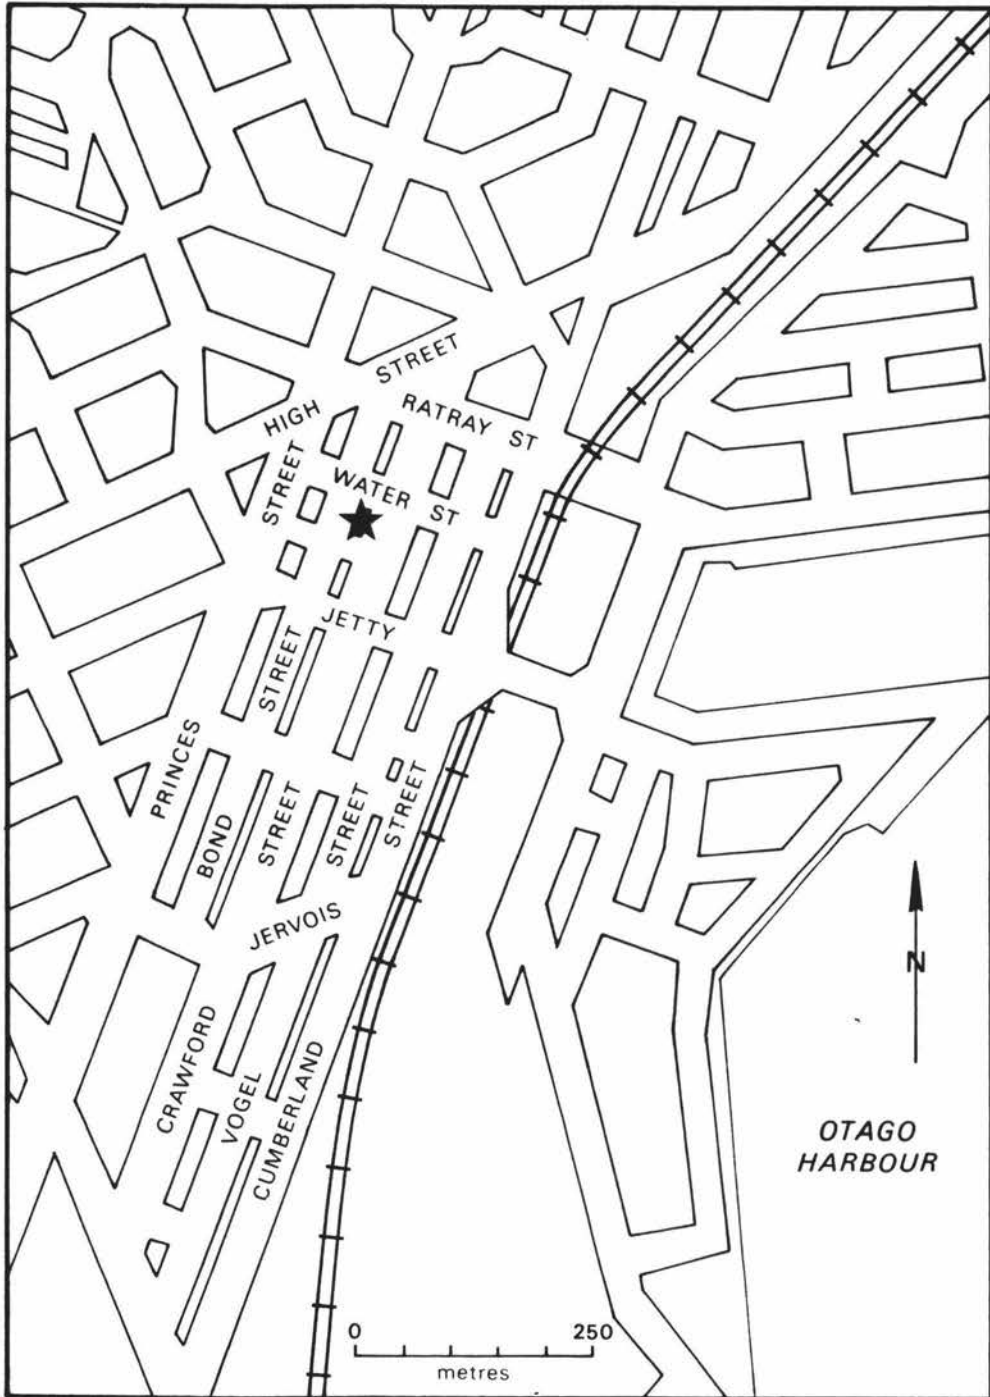 HIGH STREET
RATRAY ST
STREET
WATER ST
JETTY
STREET
PRINCES
BOND
STREET
STREET
STREET
JERVOIS
CRAWFORD
VOGEL
CUMBERLAND
N
OTAGO
HARBOUR
0 250
metres